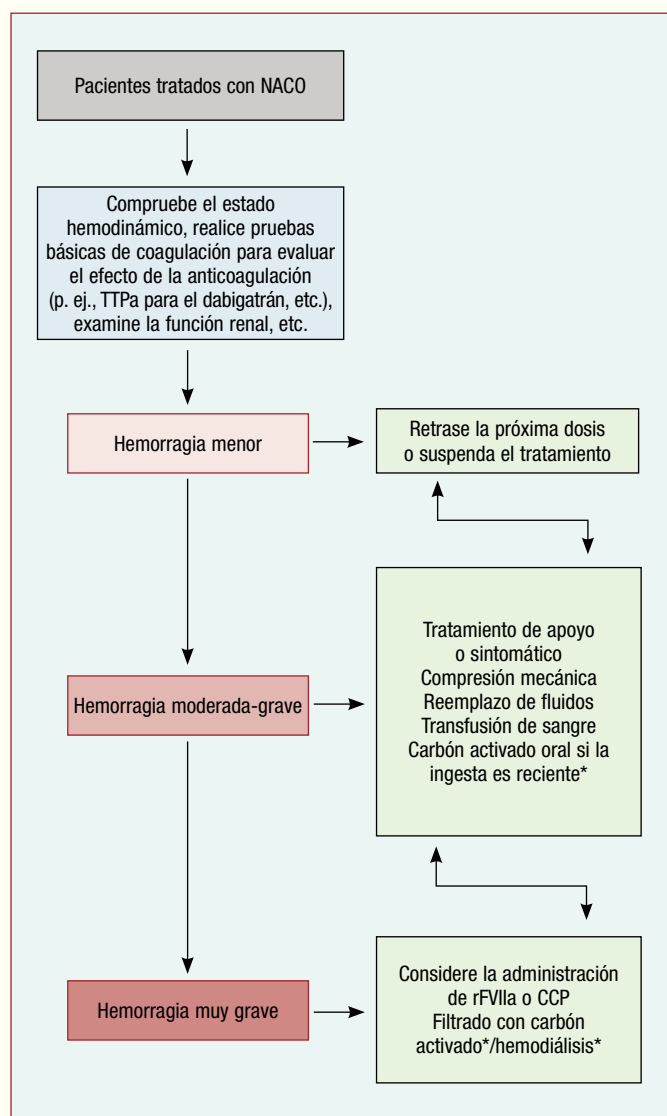 Pacientes tratados con NACO
Compruebe el estado
hemodinámico, realice pruebas
básicas de coagulación para evaluar
el efecto de la anticoagulación
(p. ej., TTPa para el dabigatrán, etc.),
examine la función renal, etc.
Hemorragia menor
Retrase la próxima dosis
o suspenda el tratamiento
Hemorragia moderada-grave
Tratamiento de apoyo
o sintomático
Compresión mecánica
Reemplazo de fluidos
Transfusión de sangre
Carbón activado oral si la
ingesta es reciente*
Hemorragia muy grave
Considere la administración
de rFVIIa o CCP
Filtrado con carbón
activado*/hemodiálisis*